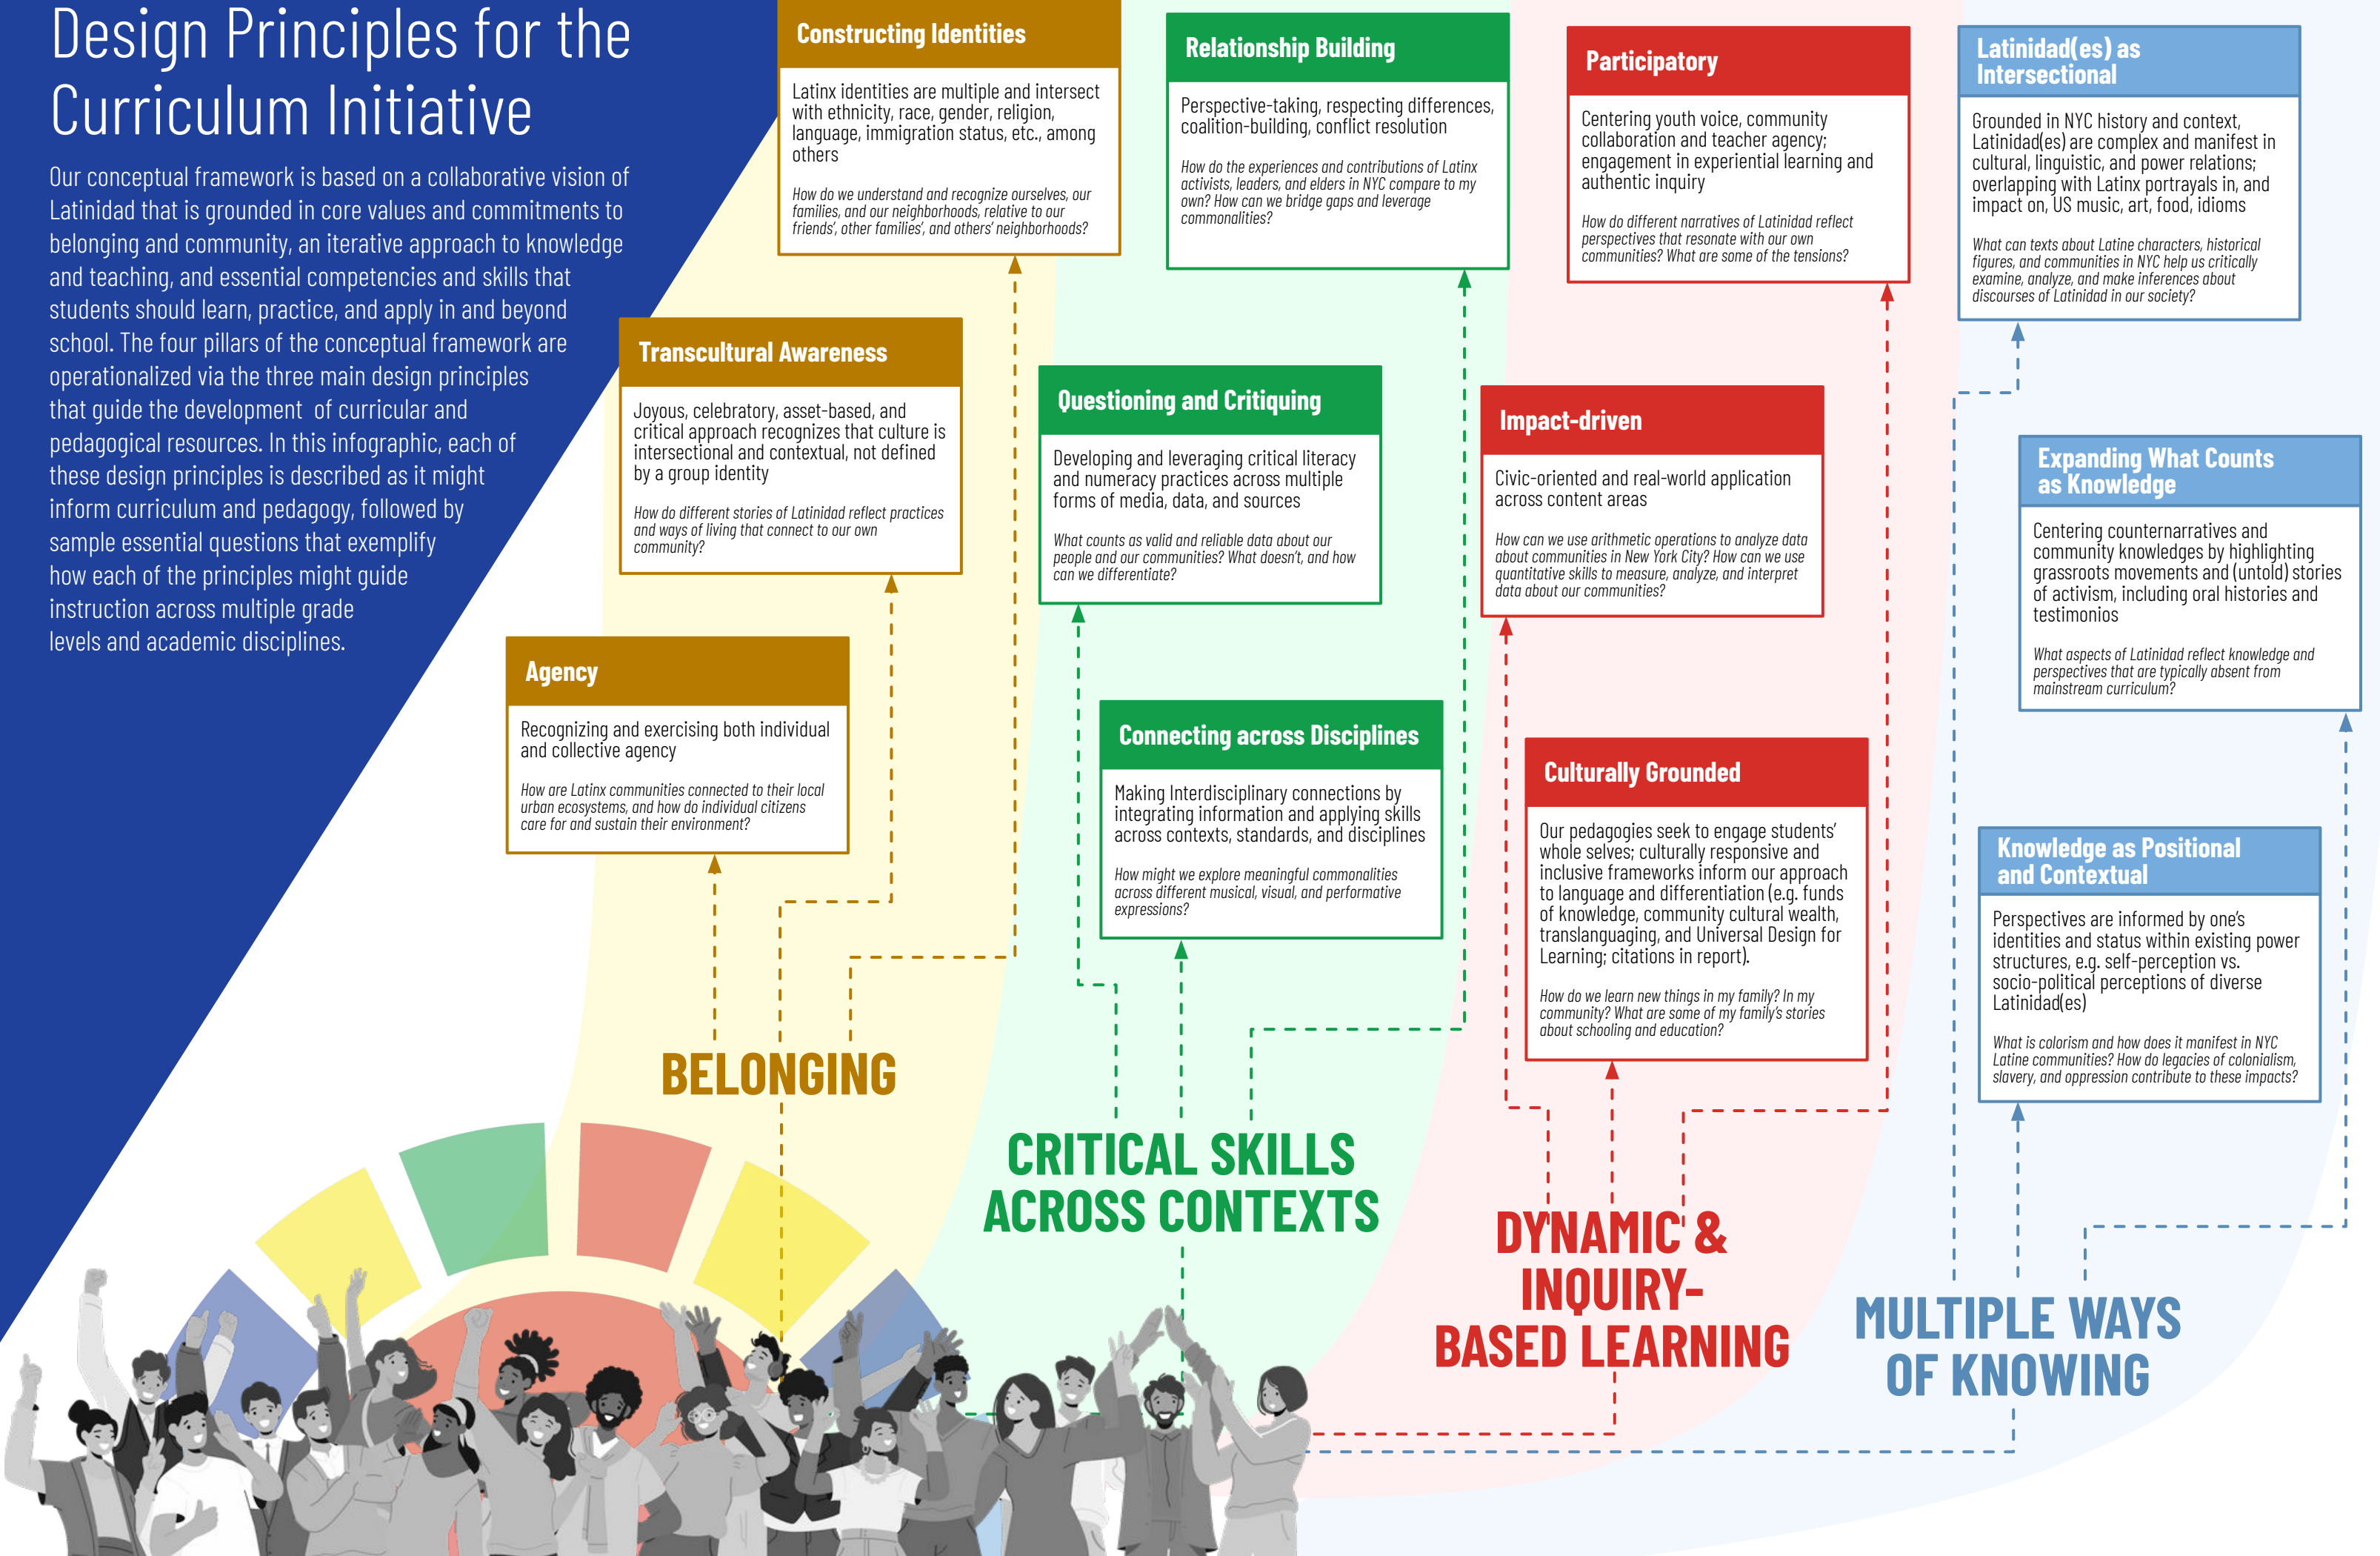 Design Principles for the
Curriculum Initiative
Our conceptual framework is based on a collaborative vision of
Latinidad that is grounded in core values and commitments to
belonging and community, an iterative approach to knowledge
and teaching, and essential competencies and skills that
students should learn, practice, and apply in and beyond
school. The four pillars of the conceptual framework are
operationalized via the three main design principles
that guide the development  of curricular and
pedagogical resources. In this infographic, each of
these design principles is described as it might
inform curriculum and pedagogy, followed by
sample essential questions that exemplify
how each of the principles might guide
instruction across multiple grade
levels and academic disciplines.
Constructing Identities
Latinx identities are multiple and intersect
with ethnicity, race, gender, religion,
language, immigration status, etc., among
others
How do we understand and recognize ourselves, our
families, and our neighborhoods, relative to our
friends’, other families’, and others’ neighborhoods?
Transcultural Awareness
Joyous, celebratory, asset-based, and
critical approach recognizes that culture is
intersectional and contextual, not defined
by a group identity
How do different stories of Latinidad reflect practices
and ways of living that connect to our own
community?
Agency
Recognizing and exercising both individual
and collective agency
How are Latinx communities connected to their local
urban ecosystems, and how do individual citizens
care for and sustain their environment?
BELONGING
Relationship Building
Perspective-taking, respecting differences,
coalition-building, conflict resolution
How do the experiences and contributions of Latinx
activists, leaders, and elders in NYC compare to my
own? How can we bridge gaps and leverage
commonalities?
Questioning and Critiquing
Developing and leveraging critical literacy
and numeracy practices across multiple
forms of media, data, and sources
What counts as valid and reliable data about our
people and our communities? What doesn’t, and how
can we differentiate?
Connecting across Disciplines
Making Interdisciplinary connections by
integrating information and applying skills
across contexts, standards, and disciplines
How might we explore meaningful commonalities
across different musical, visual, and performative
expressions?
CRITICAL SKILLS
ACROSS CONTEXTS
Participatory
Centering youth voice, community
collaboration and teacher agency;
engagement in experiential learning and
authentic inquiry
How do different narratives of Latinidad reflect
perspectives that resonate with our own
communities? What are some of the tensions?
Impact-driven
Civic-oriented and real-world application
across content areas
How can we use arithmetic operations to analyze data
about communities in New York City? How can we use
quantitative skills to measure, analyze, and interpret
data about our communities?
Culturally Grounded
Our pedagogies seek to engage students’
whole selves; culturally responsive and
inclusive frameworks inform our approach
to language and differentiation (e.g. funds
of knowledge, community cultural wealth,
translanguaging, and Universal Design for
Learning; citations in report).
How do we learn new things in my family? In my
community? What are some of my family’s stories
about schooling and education?
DYNAMIC &
INQUIRY-
BASED LEARNING
Latinidad(es) as
Intersectional
Grounded in NYC history and context,
Latinidad(es) are complex and manifest in
cultural, linguistic, and power relations;
overlapping with Latinx portrayals in, and
impact on, US music, art, food, idioms
What can texts about Latine characters, historical
figures, and communities in NYC help us critically
examine, analyze, and make inferences about
discourses of Latinidad in our society?
Expanding What Counts
as Knowledge
Centering counternarratives and
community knowledges by highlighting
grassroots movements and (untold) stories
of activism, including oral histories and
testimonios
What aspects of Latinidad reflect knowledge and
perspectives that are typically absent from
mainstream curriculum?
Knowledge as Positional
and Contextual
Perspectives are informed by one’s
identities and status within existing power
structures, e.g. self-perception vs.
socio-political perceptions of diverse
Latinidad(es)
What is colorism and how does it manifest in NYC
Latine communities? How do legacies of colonialism,
slavery, and oppression contribute to these impacts?
MULTIPLE WAYS
OF KNOWING